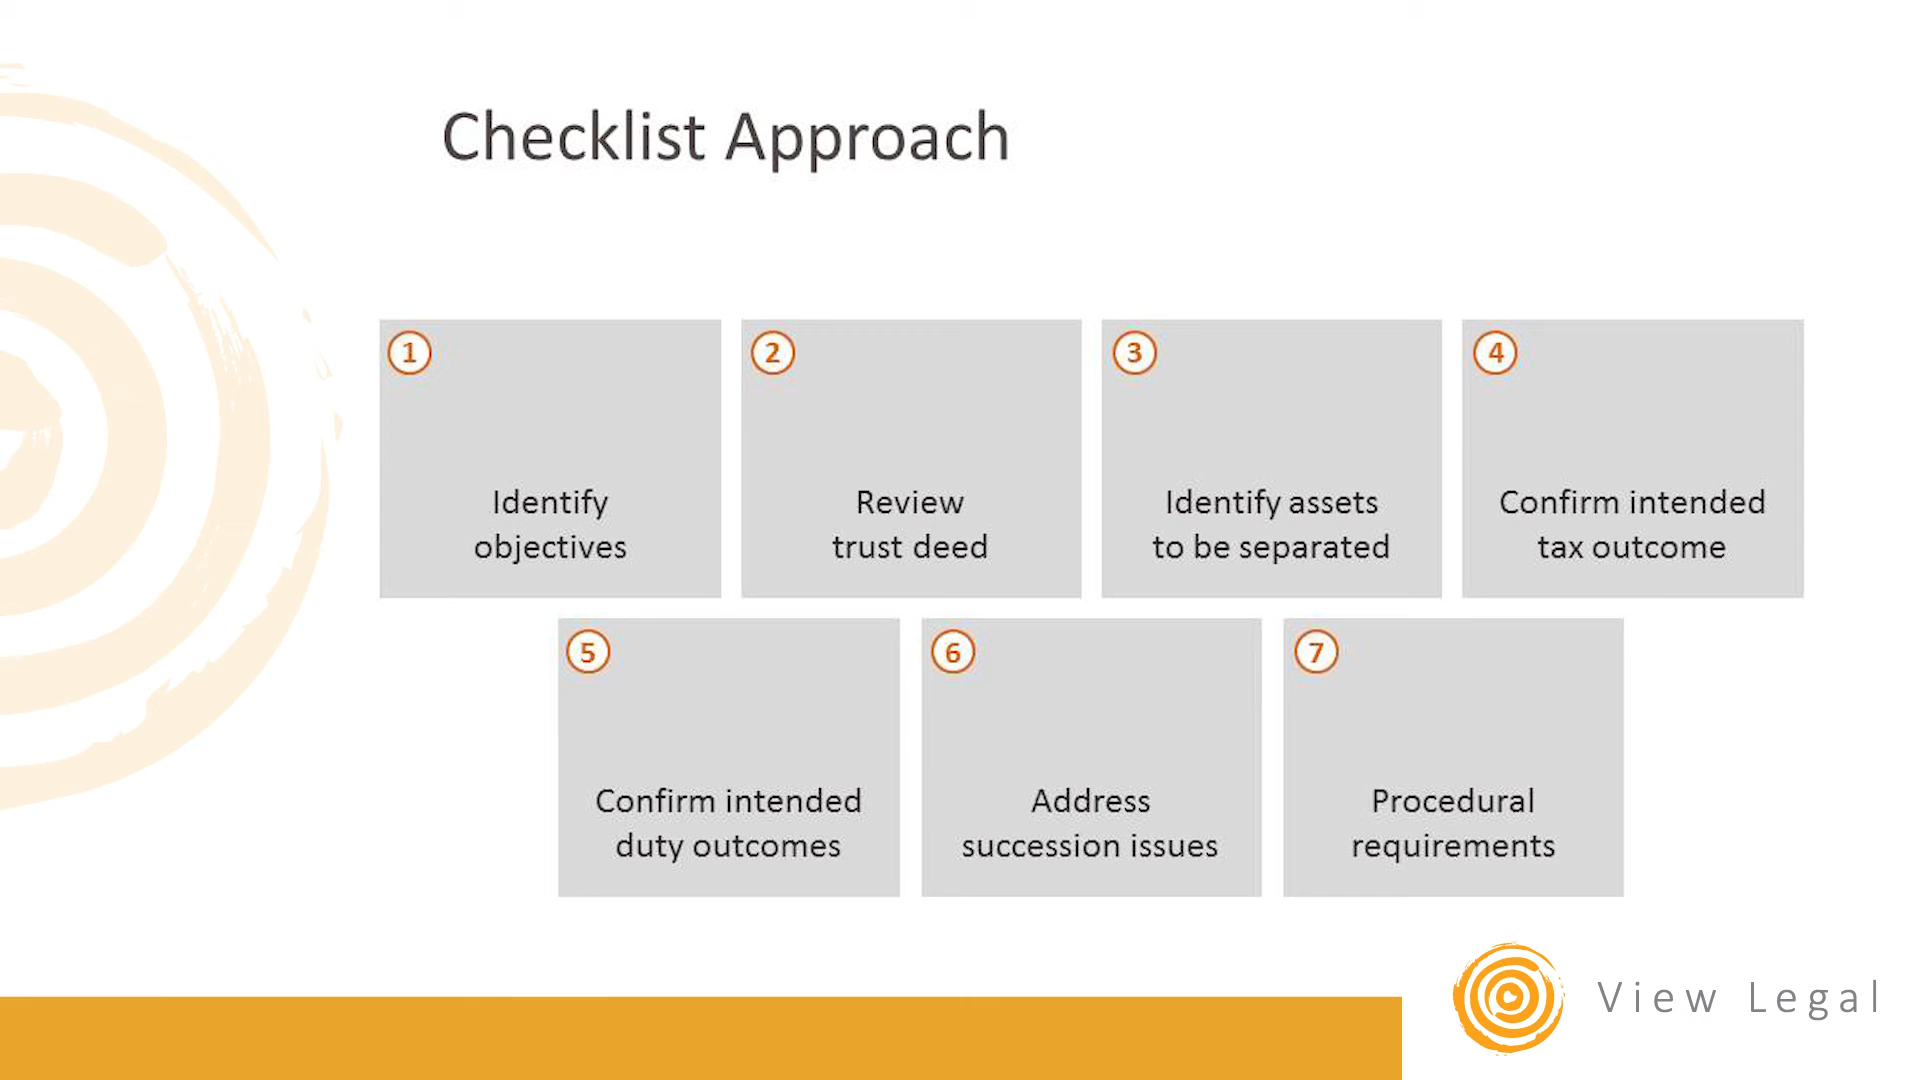 Checklist Approach
1
Identify
objectives
2
Review
trust deed
3
Identify assets
to be separated
4
Confirm intended
tax outcome
5
Confirm intended
duty outcomes
6
Address
succession issues
7
Procedural
requirements
View Legal